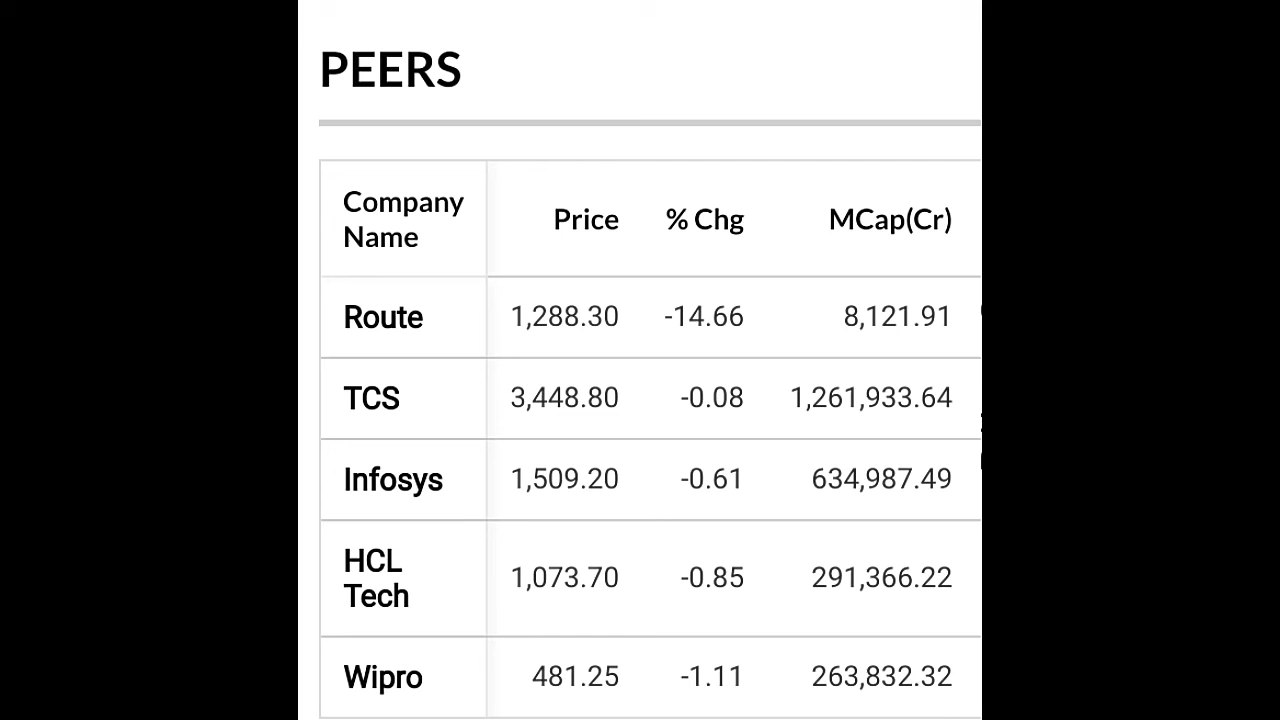 PEERS
Company Name Price % Chg MCap(Cr)
Route 1,288.30 -14.66 8,121.91
TCS 3,448.80 -0.08 1,261,933.64
Infosys 1,509.20 -0.61 634,987.49
HCL Tech 1,073.70 -0.85 291,366.22
Wipro 481.25 -1.11 263,832.32